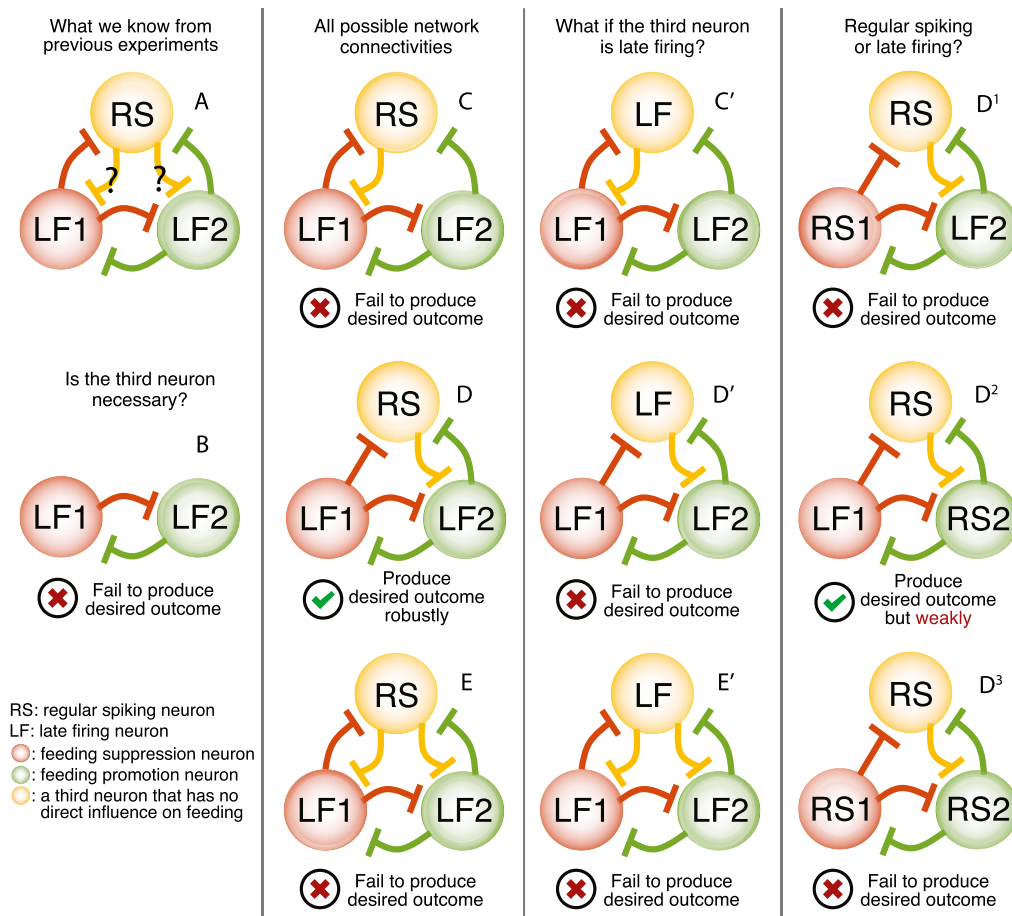 What we know from
previous experiments
A
RS
?
?
LF1
LF2
Is the third neuron
necessary?
B
LF1
LF2
Fail to produce
desired outcome
RS: regular spiking neuron
LF: late firing neuron
: feeding suppression neuron
: feeding promotion neuron
: a third neuron that has no
direct influence on feeding
All possible network
connectivities
C
RS
LF1
LF2
Fail to produce
desired outcome
D
RS
LF1
LF2
Produce
desired outcome
robustly
E
RS
LF1
LF2
Fail to produce
desired outcome
What if the third neuron
is late firing?
C′
LF
LF1
LF2
Fail to produce
desired outcome
D′
LF
LF1
LF2
Fail to produce
desired outcome
E′
LF
LF1
LF2
Fail to produce
desired outcome
Regular spiking
or late firing?
D¹
RS
RS1
LF2
Fail to produce
desired outcome
D²
RS
LF1
RS2
Produce
desired outcome
but weakly
D³
RS
RS1
RS2
Fail to produce
desired outcome